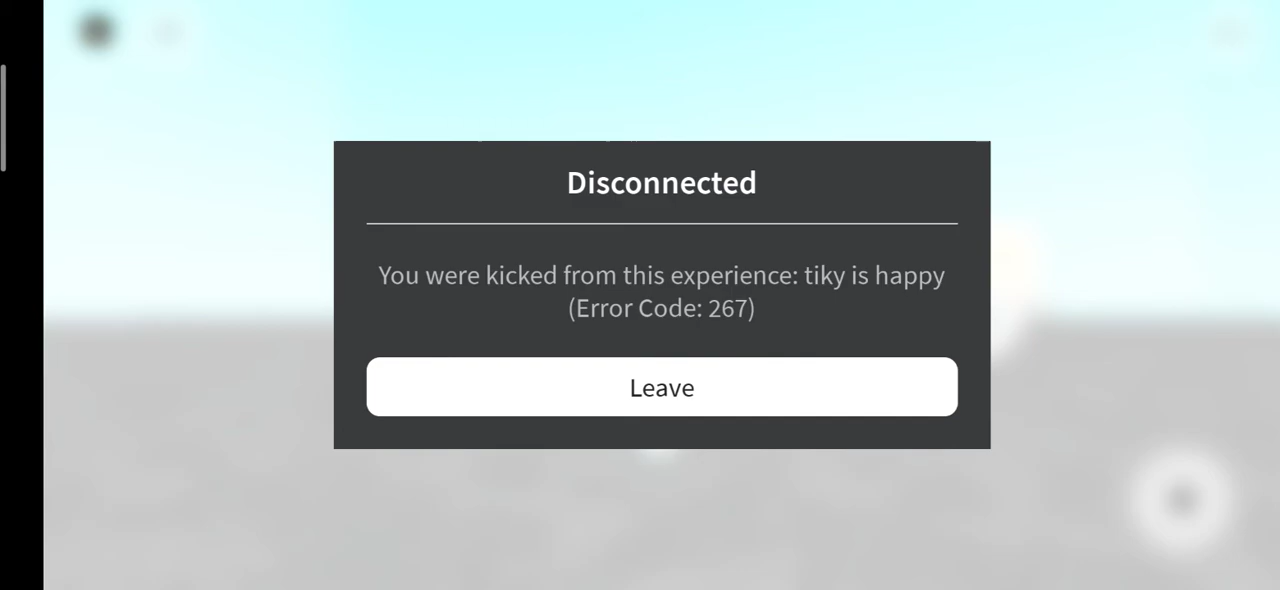 Disconnected
You were kicked from this experience: tiky is happy
(Error Code: 267)
Leave